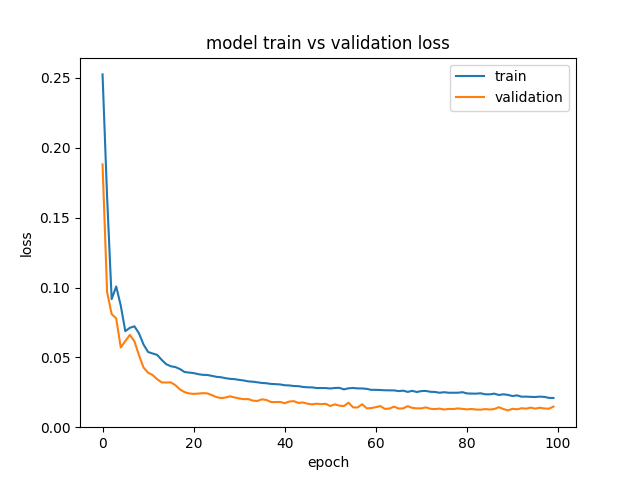 model train vs validation loss
train
validation
loss
0.25
0.20
0.15
0.10
0.05
0.00
0 20 40 60 80 100
epoch